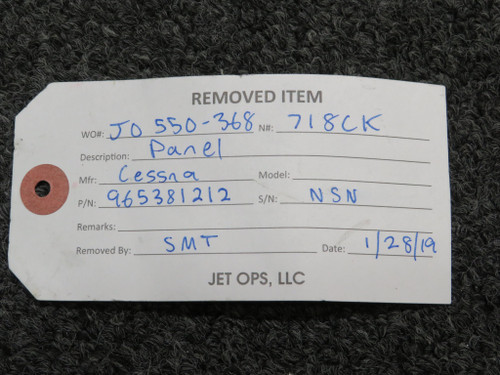 REMOVED ITEM
WO#: JO 550-368 N#: 718CK
Description: Panel
Mfr: Cessna Model:
P/N: 965381212 S/N: NSN
Remarks:
Removed By: SMT Date: 1/28/19
JET OPS, LLC